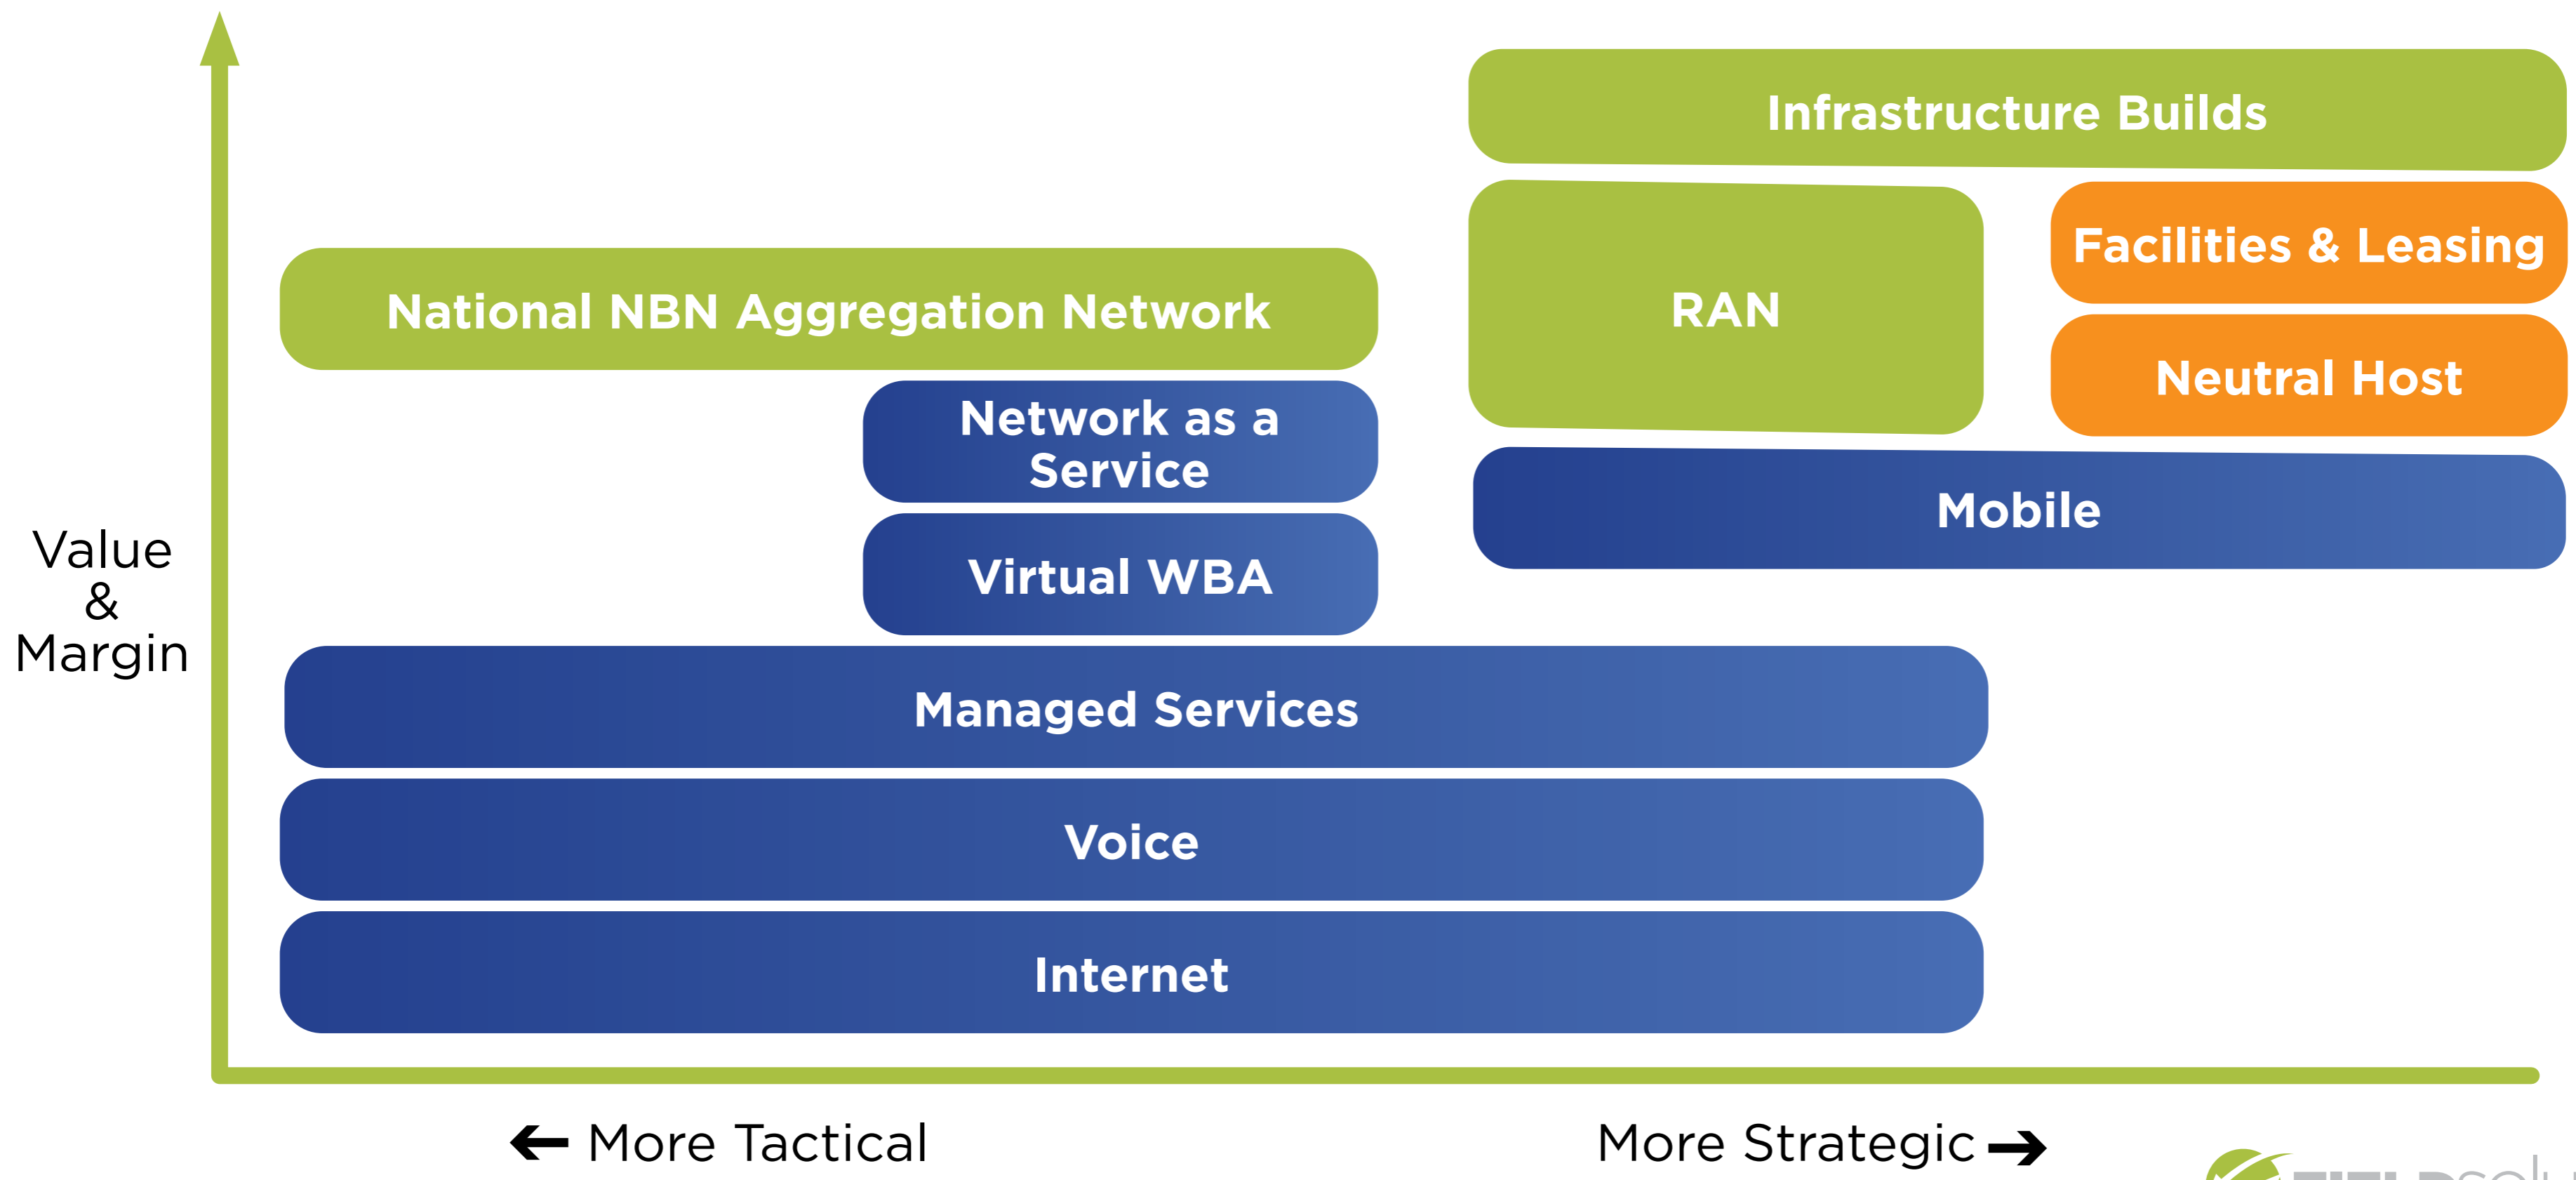 Infrastructure Builds
Facilities & Leasing
RAN
National NBN Aggregation Network
Neutral Host
Network as a
Service
Mobile
Virtual WBA
Value
&
Margin
Managed Services
Voice
Internet
More Tactical
More Strategic